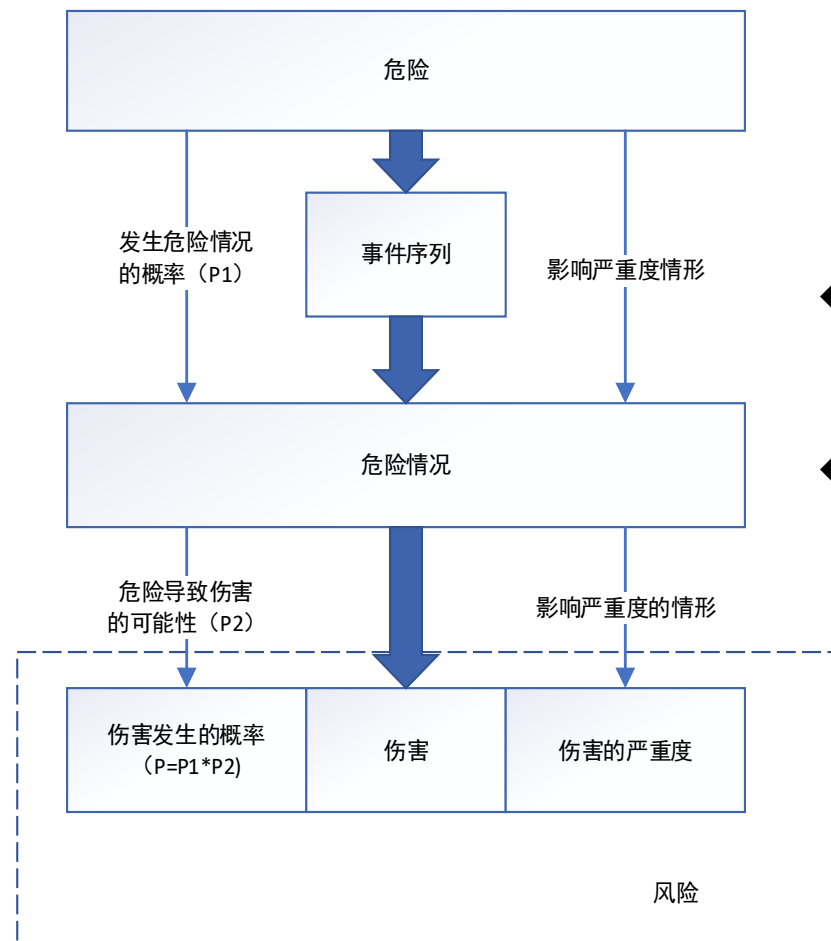 危险
发生危险情况
的概率（P1）
事件序列
影响严重度情形
危险情况
危险导致伤害
的可能性（P2）
影响严重度的情形
伤害发生的概率
（P=P1*P2)
伤害
伤害的严重度
风险